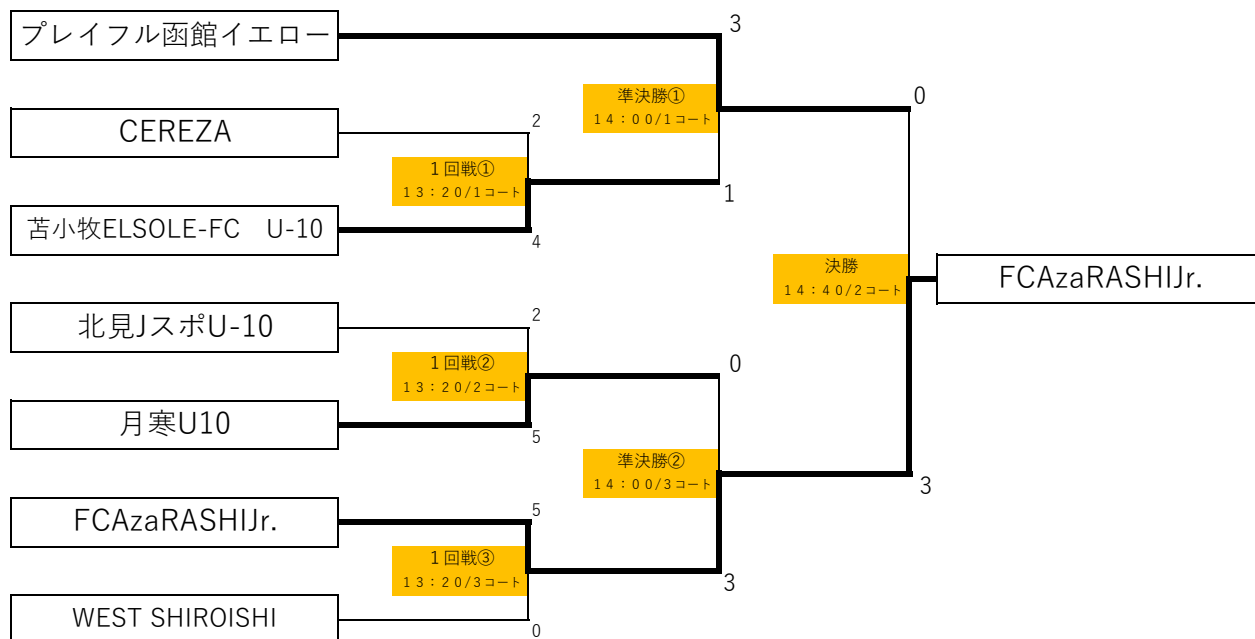 プレイフル函館イエロー
3
準決勝①
14：00/1コート
0
CEREZA
2
1回戦①
13：20/1コート
1
苫小牧ELSOLE-FC　U-10
4
決勝
14：40/2コート
FCAzaRASHIJr.
北見JスポU-10
2
1回戦②
13：20/2コート
0
月寒U10
5
準決勝②
14：00/3コート
3
FCAzaRASHIJr.
5
1回戦③
13：20/3コート
3
WEST SHIROISHI
0